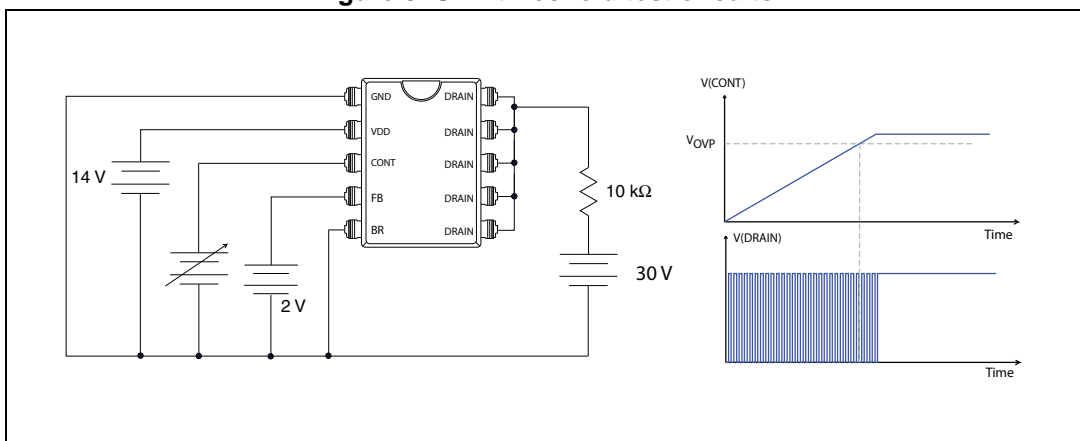 GND DRAIN
VDD DRAIN
CONT DRAIN
FB DRAIN
BR DRAIN
14 V
2 V
10 kΩ
30 V
V(CONT)
VOVP
Time
V(DRAIN)
Time